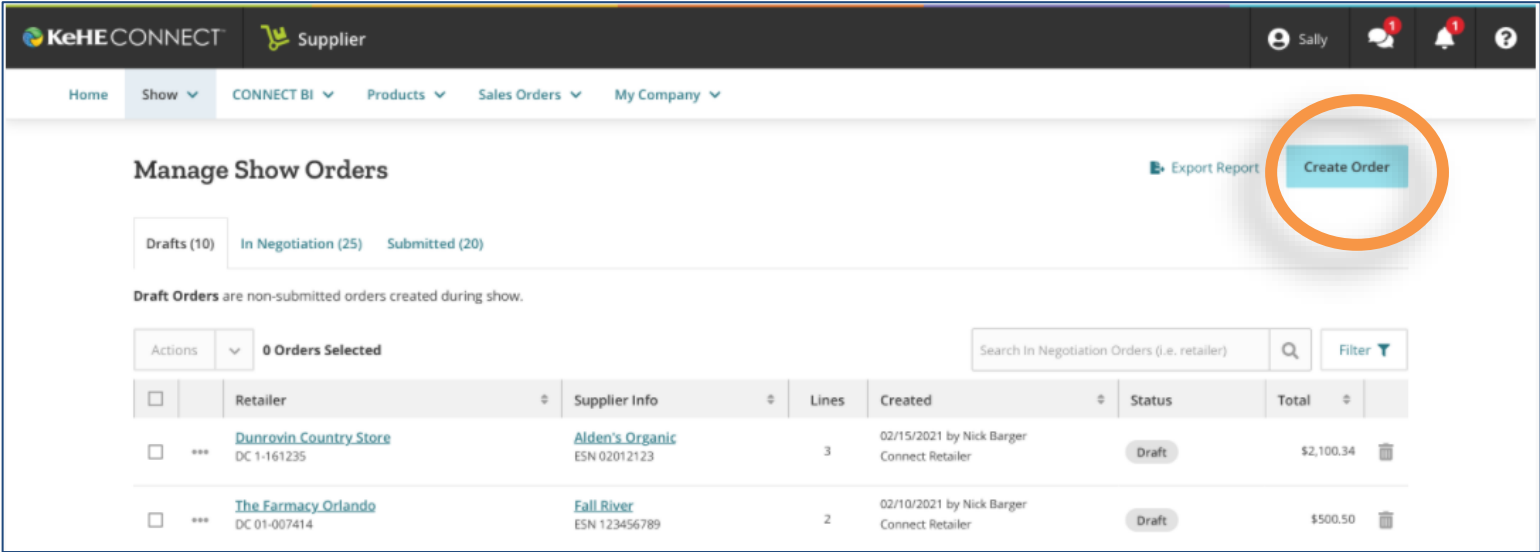 KeHE CONNECT Supplier Sally 1 1
Home Show CONNECT BI Products Sales Orders My Company
Manage Show Orders Export Report Create Order
Drafts (10) In Negotiation (25) Submitted (20)
Draft Orders are non-submitted orders created during show.
Actions 0 Orders Selected Search In Negotiation Orders (i.e. retailer) Filter
Retailer Supplier Info Lines Created Status Total
Dunrovin Country Store Alden's Organic 02/15/2021 by Nick Barger
DC 1-161235 ESN 02012123 3 Connect Retailer Draft $2,100.34
The Farmacy Orlando Fall River 02/10/2021 by Nick Barger
DC 01-007414 ESN 123456789 2 Connect Retailer Draft $500.50